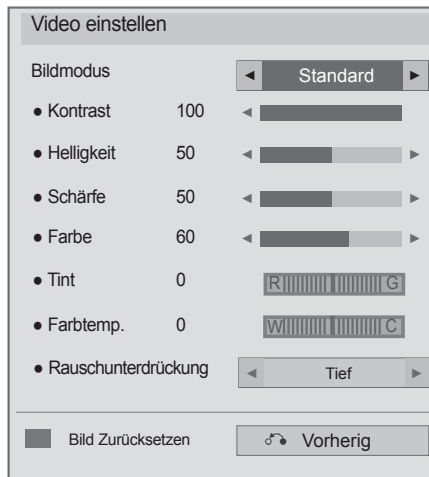 Video einstellen
Bildmodus ◄ Standard ►
● Kontrast 100 ◄
● Helligkeit 50 ◄ ►
● Schärfe 50 ◄ ►
● Farbe 60 ◄ ►
● Tint 0 R G
● Farbtemp. 0 W C
● Rauschunterdrückung ◄ Tief ►
Bild Zurücksetzen Vorherig